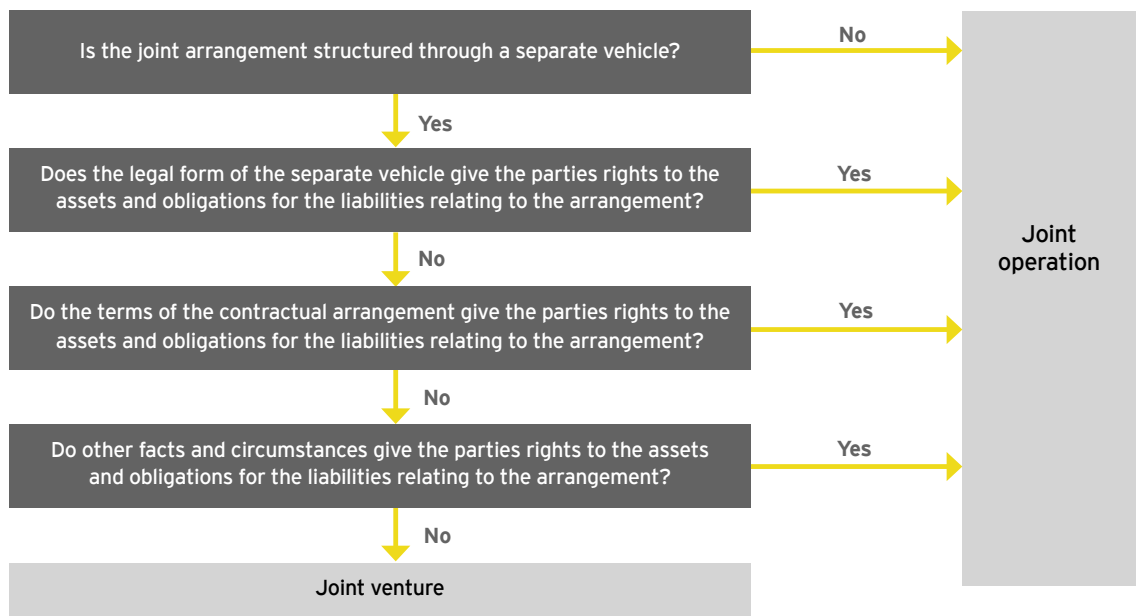 Is the joint arrangement structured through a separate vehicle?
No
Yes
Does the legal form of the separate vehicle give the parties rights to the
assets and obligations for the liabilities relating to the arrangement?
Yes
No
Do the terms of the contractual arrangement give the parties rights to the
assets and obligations for the liabilities relating to the arrangement?
Yes
No
Do other facts and circumstances give the parties rights to the assets
and obligations for the liabilities relating to the arrangement?
Yes
No
Joint venture
Joint
operation